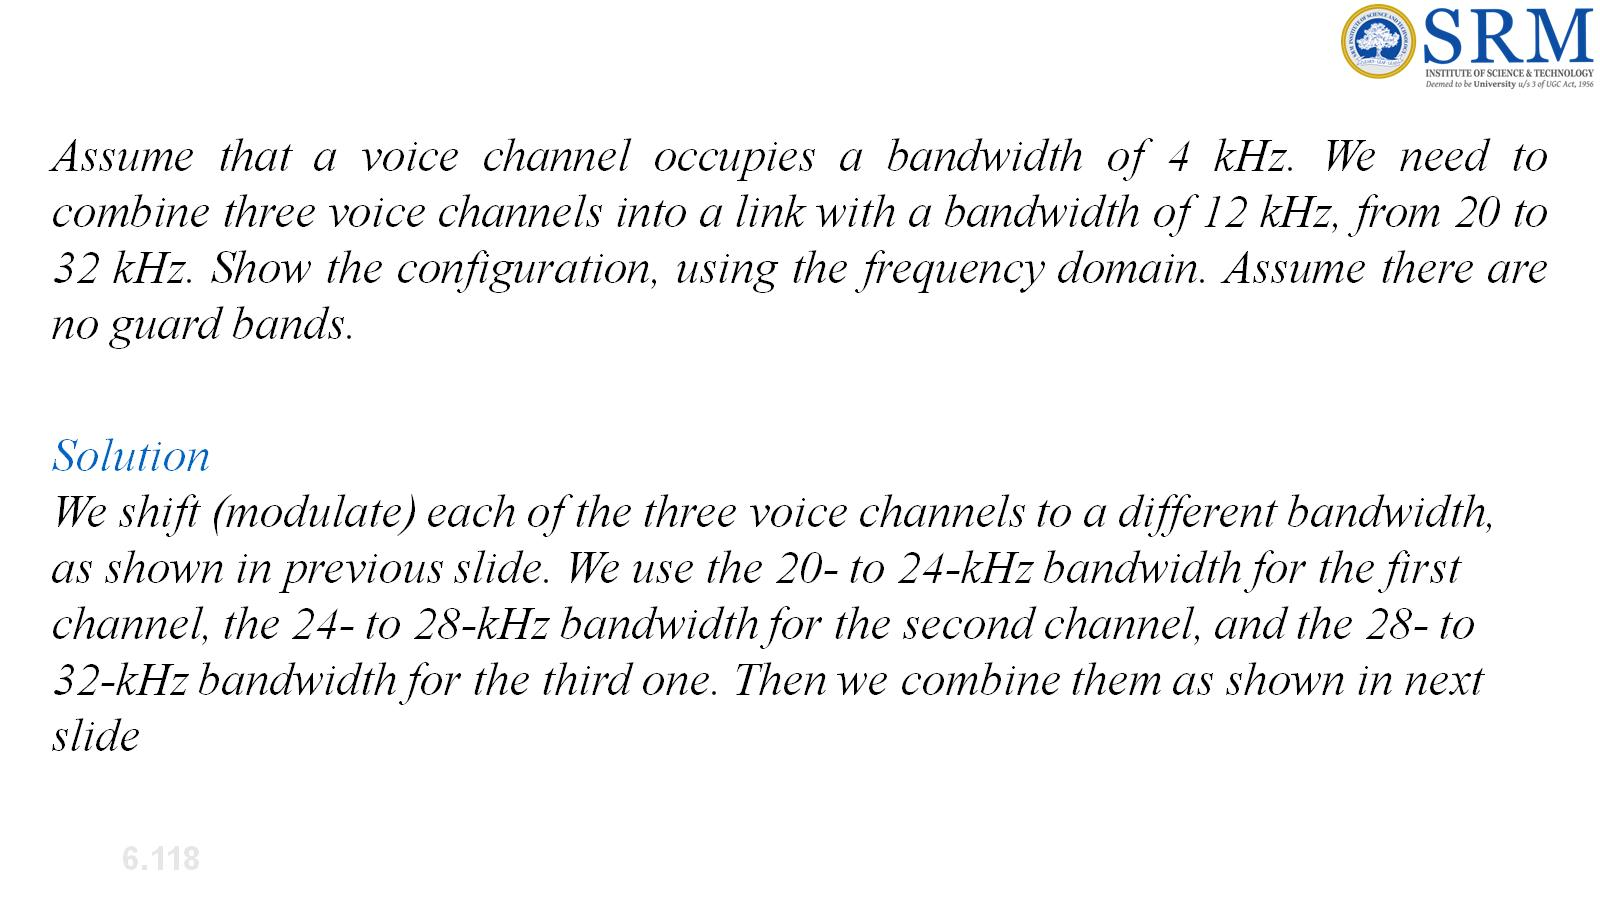 SRM
INSTITUTE OF SCIENCE & TECHNOLOGY
Deemed to be University u/s 3 of UGC Act, 1956
Assume that a voice channel occupies a bandwidth of 4 kHz. We need to
combine three voice channels into a link with a bandwidth of 12 kHz, from 20 to
32 kHz. Show the configuration, using the frequency domain. Assume there are
no guard bands.
Solution
We shift (modulate) each of the three voice channels to a different bandwidth,
as shown in previous slide. We use the 20- to 24-kHz bandwidth for the first
channel, the 24- to 28-kHz bandwidth for the second channel, and the 28- to
32-kHz bandwidth for the third one. Then we combine them as shown in next
slide
6.118